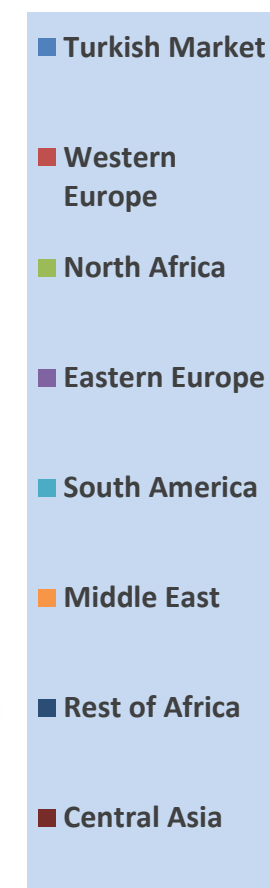 Turkish Market
Western
Europe
North Africa
Eastern Europe
South America
Middle East
Rest of Africa
Central Asia